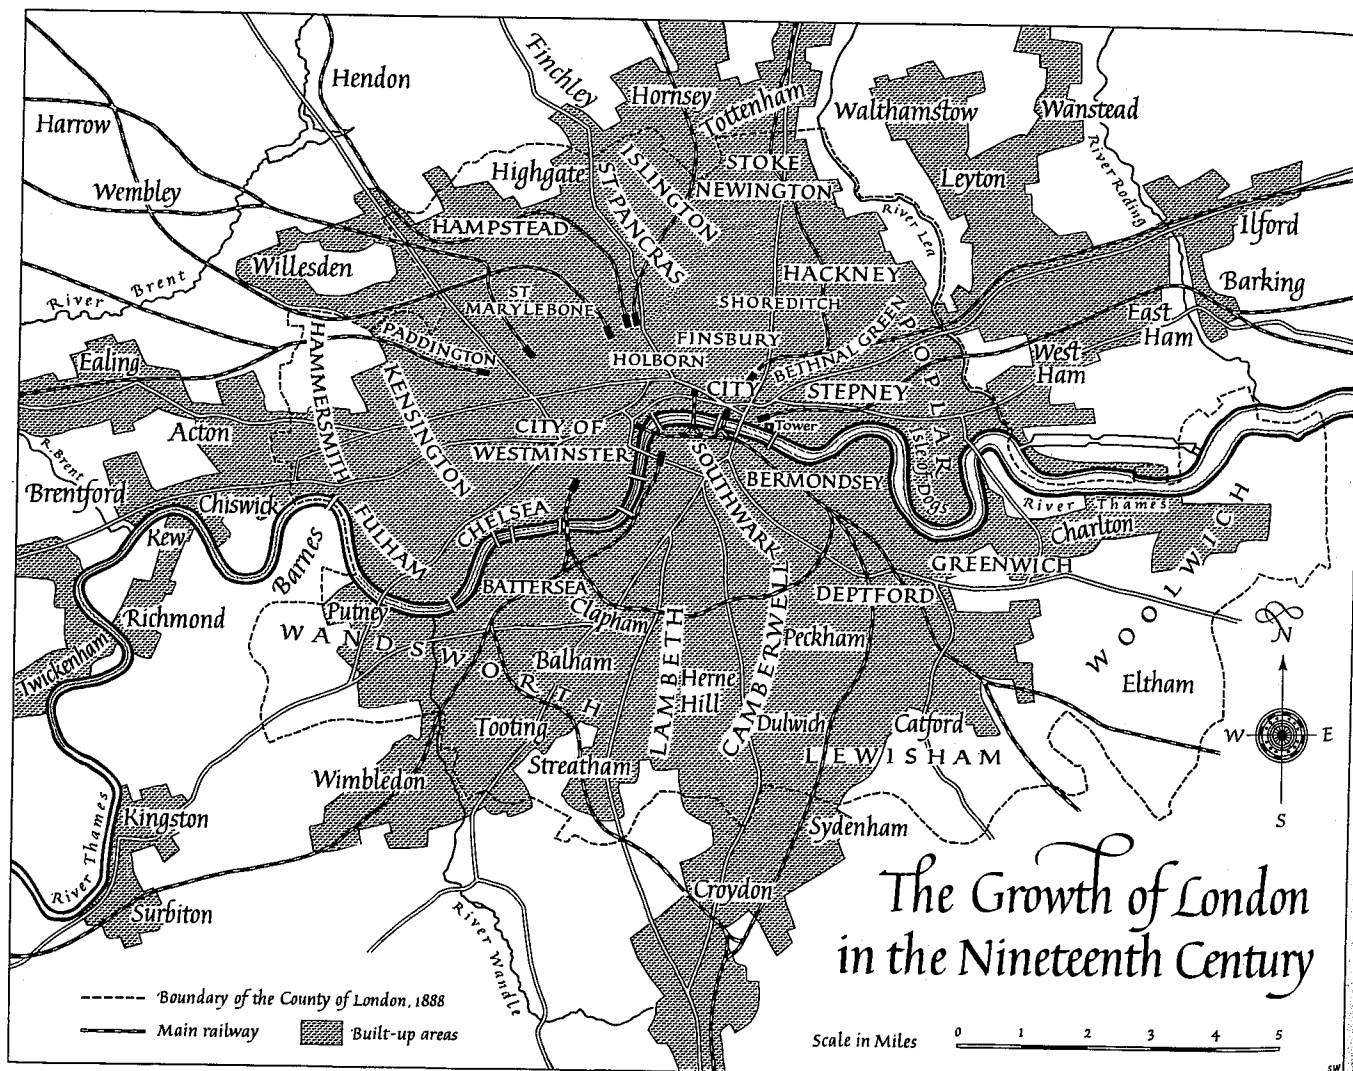 Hendon
Finchley
Hornsey
Tottenham
Walthamstow
Wanstead
Harrow
Highgate
ISLINGTON
STOKE
NEWINGTON
Leyton
River Roding
Wembley
HAMPSTEAD
ST PANCRAS
River Lea
Ilford
Willesden
HACKNEY
Barking
River Brent
ST.
MARYLEBONE
SHOREDITCH
East
Ham
PADDINGTON
FINSBURY
BETHNAL GREEN
POPLAR
West
Ham
Ealing
HAMMERSMITH
KENSINGTON
HOLBORN
CITY
STEPNEY
Acton
CITY OF
WESTMINSTER
Tower
Isle of Dogs
R. Brent
Brentford
Chiswick
SOUTHWARK
BERMONDSEY
River Thames
WOOLWICH
Kew
Barnes
FULHAM
CHELSEA
Charlton
GREENWICH
Richmond
Putney
BATTERSEA
Clapham
DEPTFORD
Twickenham
WANDSWORTH
Balham
LAMBETH
Herne
Hill
CAMBERWELL
Peckham
Eltham
Tooting
Dulwich
Catford
LEWISHAM
Wimbledon
Streatham
Kingston
Sydenham
River Thames
Surbiton
River Wandle
Croydon
N
W
E
S
The Growth of London
in the Nineteenth Century
Boundary of the County of London, 1888
Main railway
Built-up areas
Scale in Miles
0 1 2 3 4 5
SW